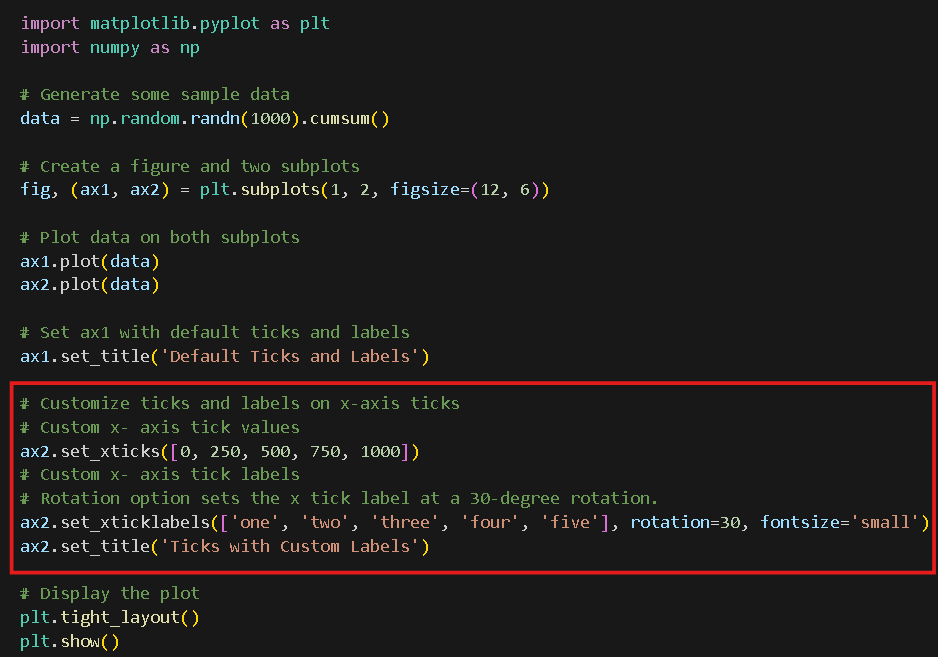 import matplotlib.pyplot as plt
import numpy as np
# Generate some sample data
data = np.random.randn(1000).cumsum()
# Create a figure and two subplots
fig, (ax1, ax2) = plt.subplots(1, 2, figsize=(12, 6))
# Plot data on both subplots
ax1.plot(data)
ax2.plot(data)
# Set ax1 with default ticks and labels
ax1.set_title('Default Ticks and Labels')
# Customize ticks and labels on x-axis ticks
# Custom x- axis tick values
ax2.set_xticks([0, 250, 500, 750, 1000])
# Custom x- axis tick labels
# Rotation option sets the x tick label at a 30-degree rotation.
ax2.set_xticklabels(['one', 'two', 'three', 'four', 'five'], rotation=30, fontsize='small')
ax2.set_title('Ticks with Custom Labels')
# Display the plot
plt.tight_layout()
plt.show()